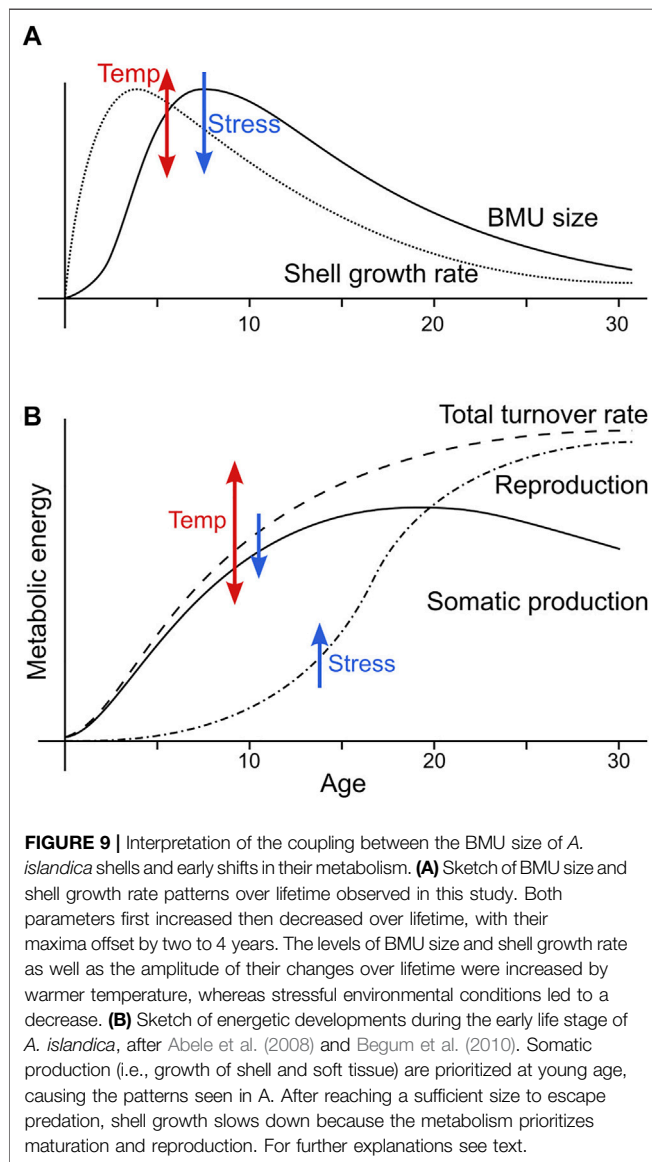 A
Temp
Stress
BMU size
Shell growth rate
10
20
30
B
Total turnover rate
Reproduction
Temp
Somatic production
Stress
Metabolic energy
10
20
30
Age
FIGURE 9 | Interpretation of the coupling between the BMU size of A.
islandica shells and early shifts in their metabolism. (A) Sketch of BMU size and
shell growth rate patterns over lifetime observed in this study. Both
parameters first increased then decreased over lifetime, with their
maxima offset by two to 4 years. The levels of BMU size and shell growth rate
as well as the amplitude of their changes over lifetime were increased by
warmer temperature, whereas stressful environmental conditions led to a
decrease. (B) Sketch of energetic developments during the early life stage of
A. islandica, after Abele et al. (2008) and Begum et al. (2010). Somatic
production (i.e., growth of shell and soft tissue) are prioritized at young age,
causing the patterns seen in A. After reaching a sufficient size to escape
predation, shell growth slows down because the metabolism prioritizes
maturation and reproduction. For further explanations see text.